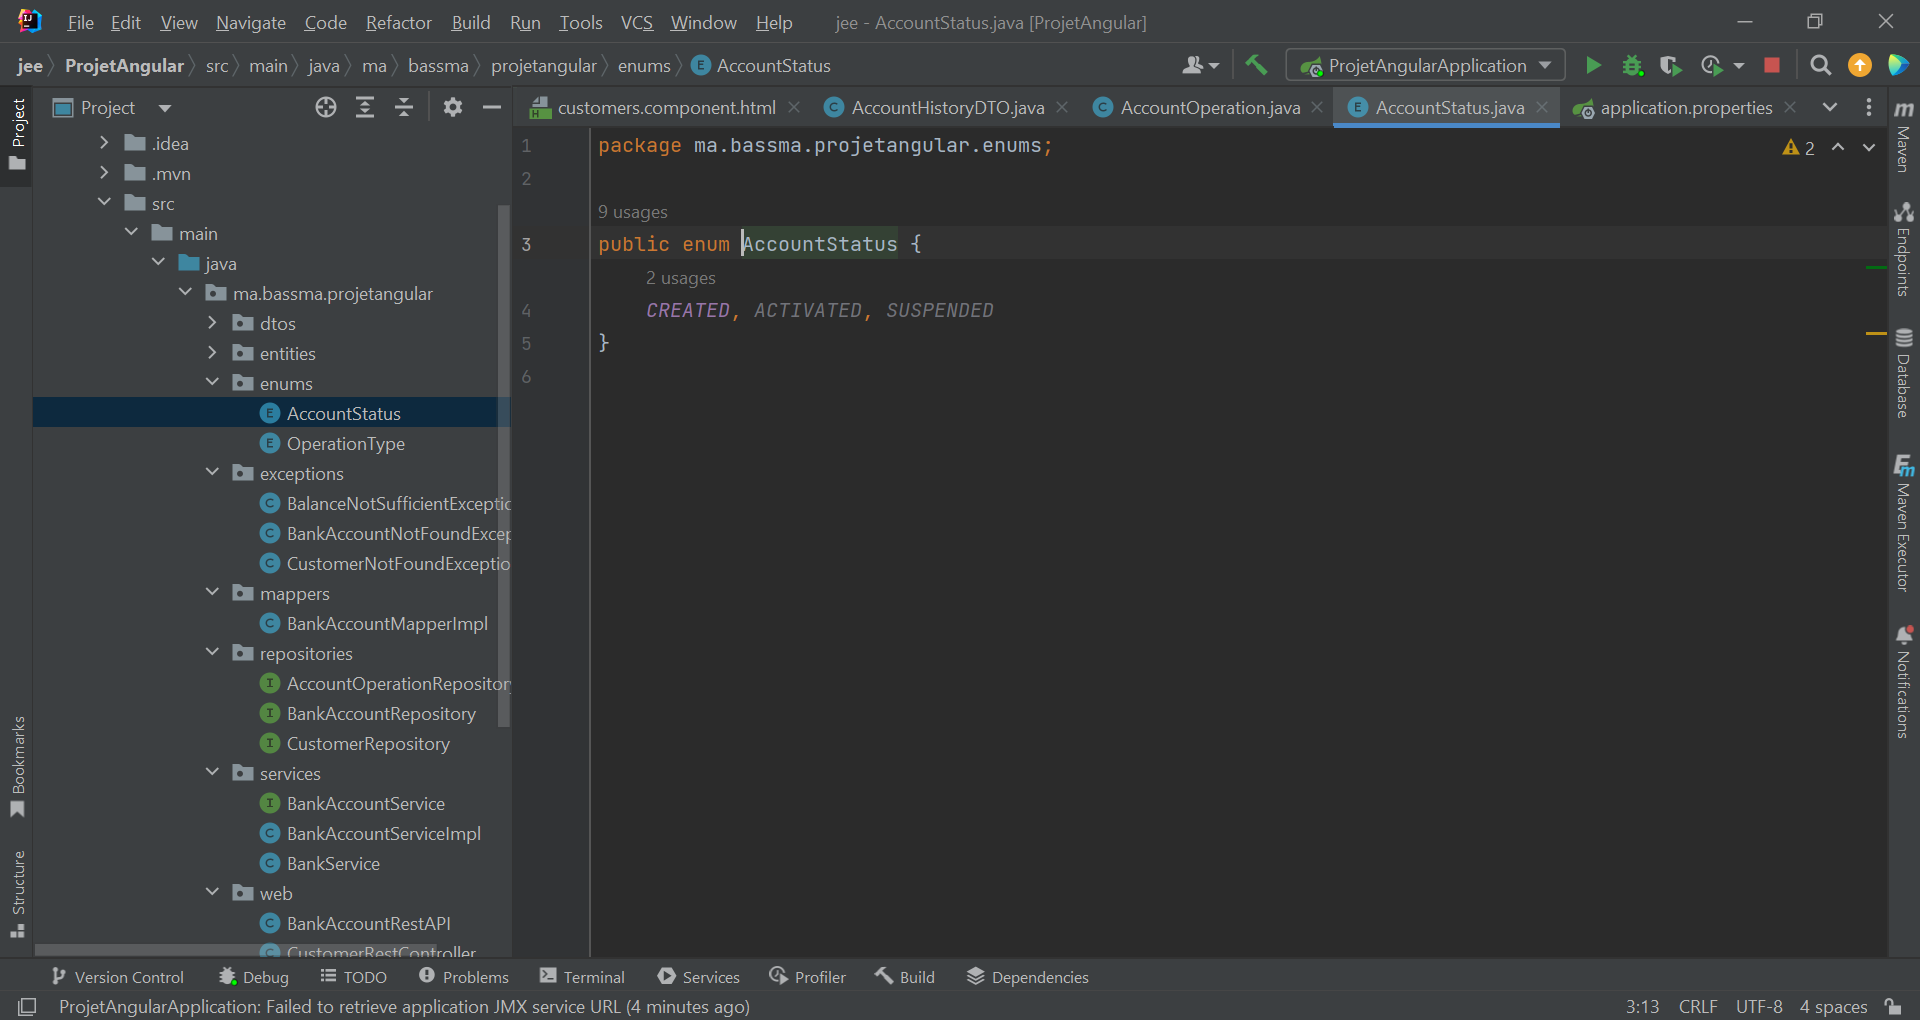 File Edit View Navigate Code Refactor Build Run Tools VCS Window Help jee - AccountStatus.java [ProjetAngular]
jee ProjetAngular src main java ma bassma projetangular enums AccountStatus ProjetAngularApplication
Project
customers.component.html AccountHistoryDTO.java AccountOperation.java AccountStatus.java application.properties
.idea
.mvn
src
main
java
ma.bassma.projetangular
dtos
entities
enums
AccountStatus
OperationType
exceptions
BalanceNotSufficientExceptic
BankAccountNotFoundExcep
CustomerNotFoundExceptio
mappers
BankAccountMapperImpl
repositories
AccountOperationRepository
BankAccountRepository
CustomerRepository
services
BankAccountService
BankAccountServiceImpl
BankService
web
BankAccountRestAPI
CustomerRestController
1 package ma.bassma.projetangular.enums;
2
9 usages
3 public enum AccountStatus {
2 usages
4 CREATED, ACTIVATED, SUSPENDED
5 }
6
2
Project
Bookmarks
Structure
Maven
Endpoints
Database
Maven Executor
Notifications
Version Control Debug TODO Problems Terminal Services Profiler Build Dependencies
ProjetAngularApplication: Failed to retrieve application JMX service URL (4 minutes ago) 3:13 CRLF UTF-8 4 spaces